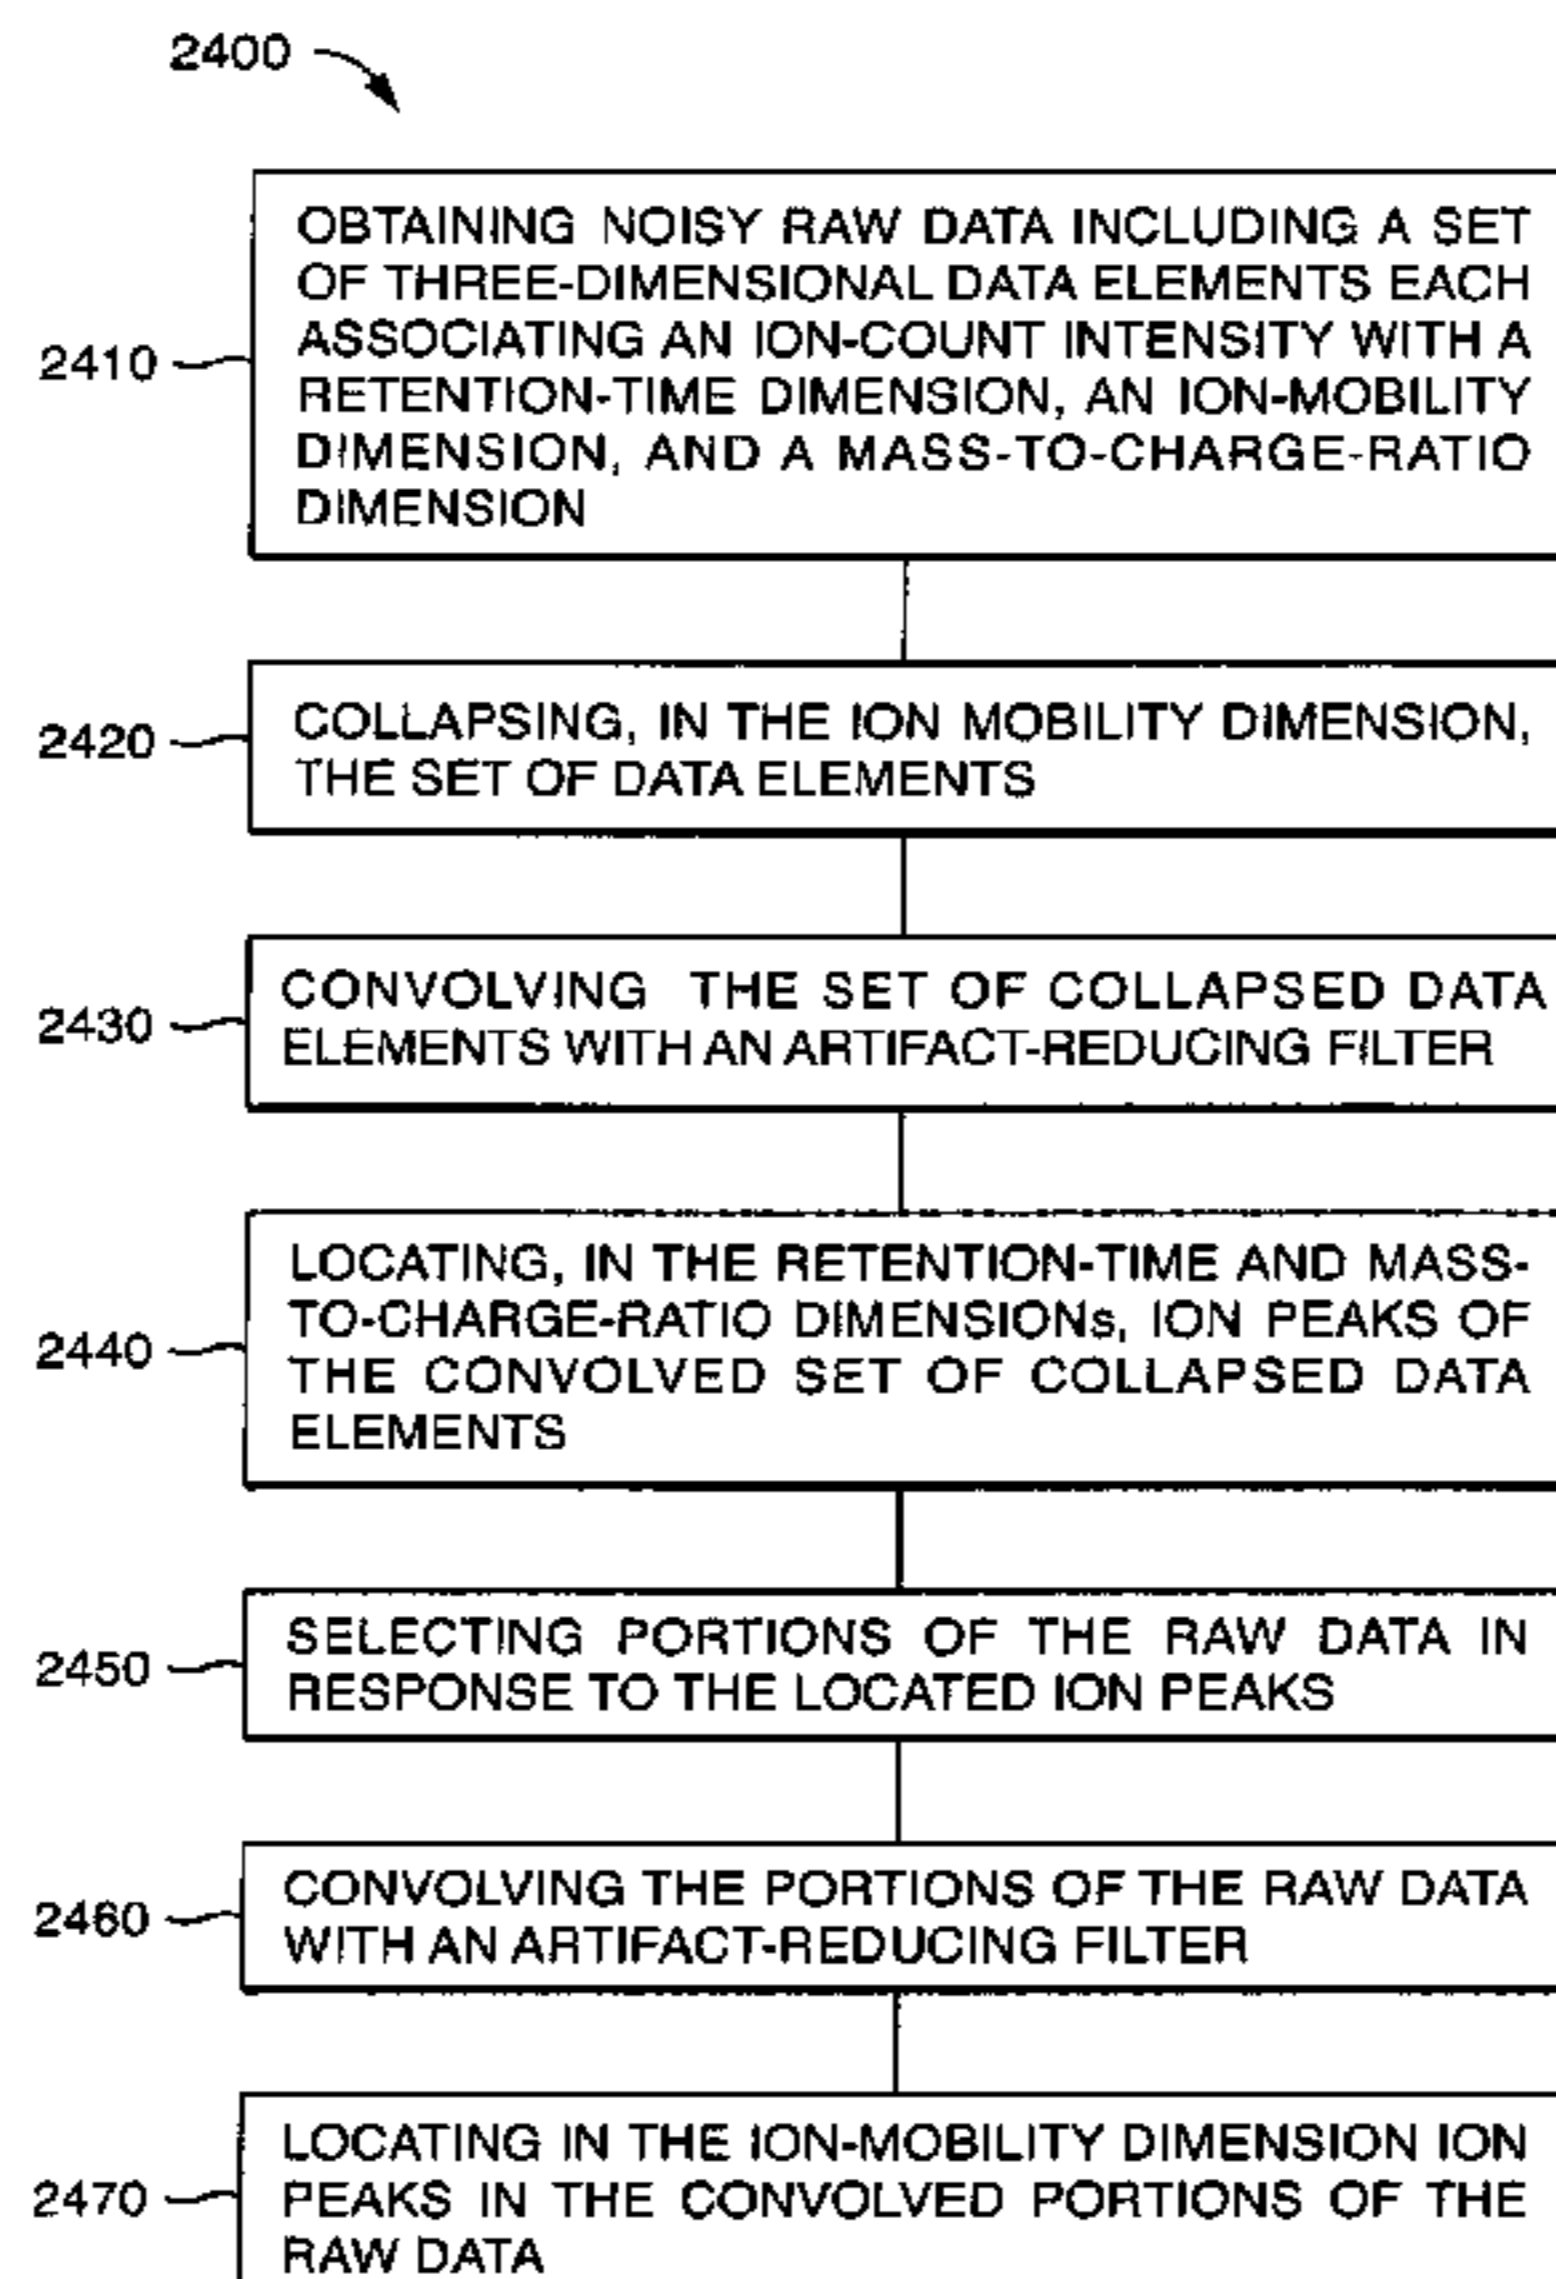 2400
OBTAINING NOISY RAW DATA INCLUDING A SET
OF THREE-DIMENSIONAL DATA ELEMENTS EACH
ASSOCIATING AN ION-COUNT INTENSITY WITH A
RETENTION-TIME DIMENSION, AN ION-MOBILITY
DIMENSION, AND A MASS-TO-CHARGE-RATIO
DIMENSION
2410
COLLAPSING, IN THE ION MOBILITY DIMENSION,
THE SET OF DATA ELEMENTS
2420
CONVOLVING THE SET OF COLLAPSED DATA
ELEMENTS WITH AN ARTIFACT-REDUCING FILTER
2430
LOCATING, IN THE RETENTION-TIME AND MASS-
TO-CHARGE-RATIO DIMENSIONs, ION PEAKS OF
THE CONVOLVED SET OF COLLAPSED DATA
ELEMENTS
2440
SELECTING PORTIONS OF THE RAW DATA IN
RESPONSE TO THE LOCATED ION PEAKS
2450
CONVOLVING THE PORTIONS OF THE RAW DATA
WITH AN ARTIFACT-REDUCING FILTER
2460
LOCATING IN THE ION-MOBILITY DIMENSION ION
PEAKS IN THE CONVOLVED PORTIONS OF THE
RAW DATA
2470